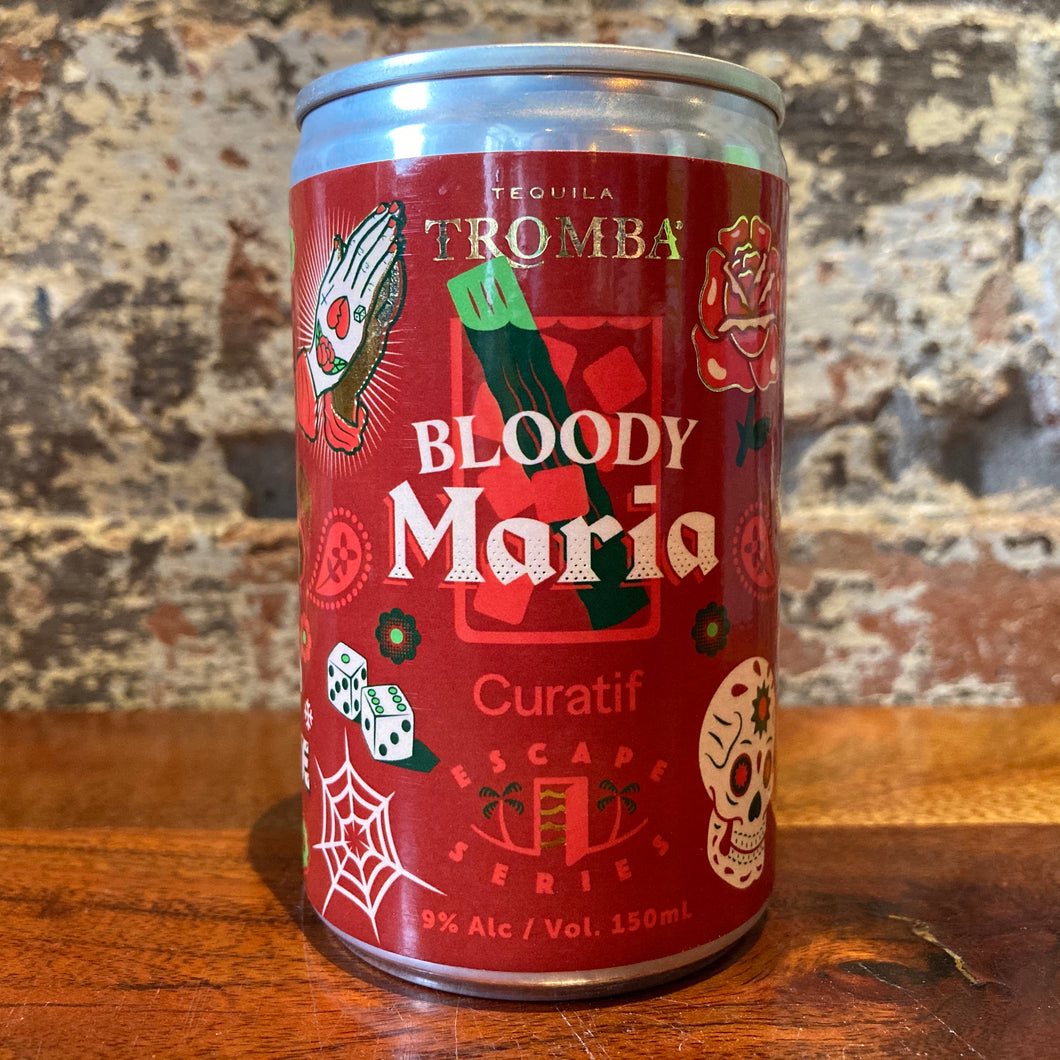 TEQUILA
TROMBA®
BLOODY
Maria
Curatif
ESCAPE
SERIES
9% Alc / Vol. 150mL